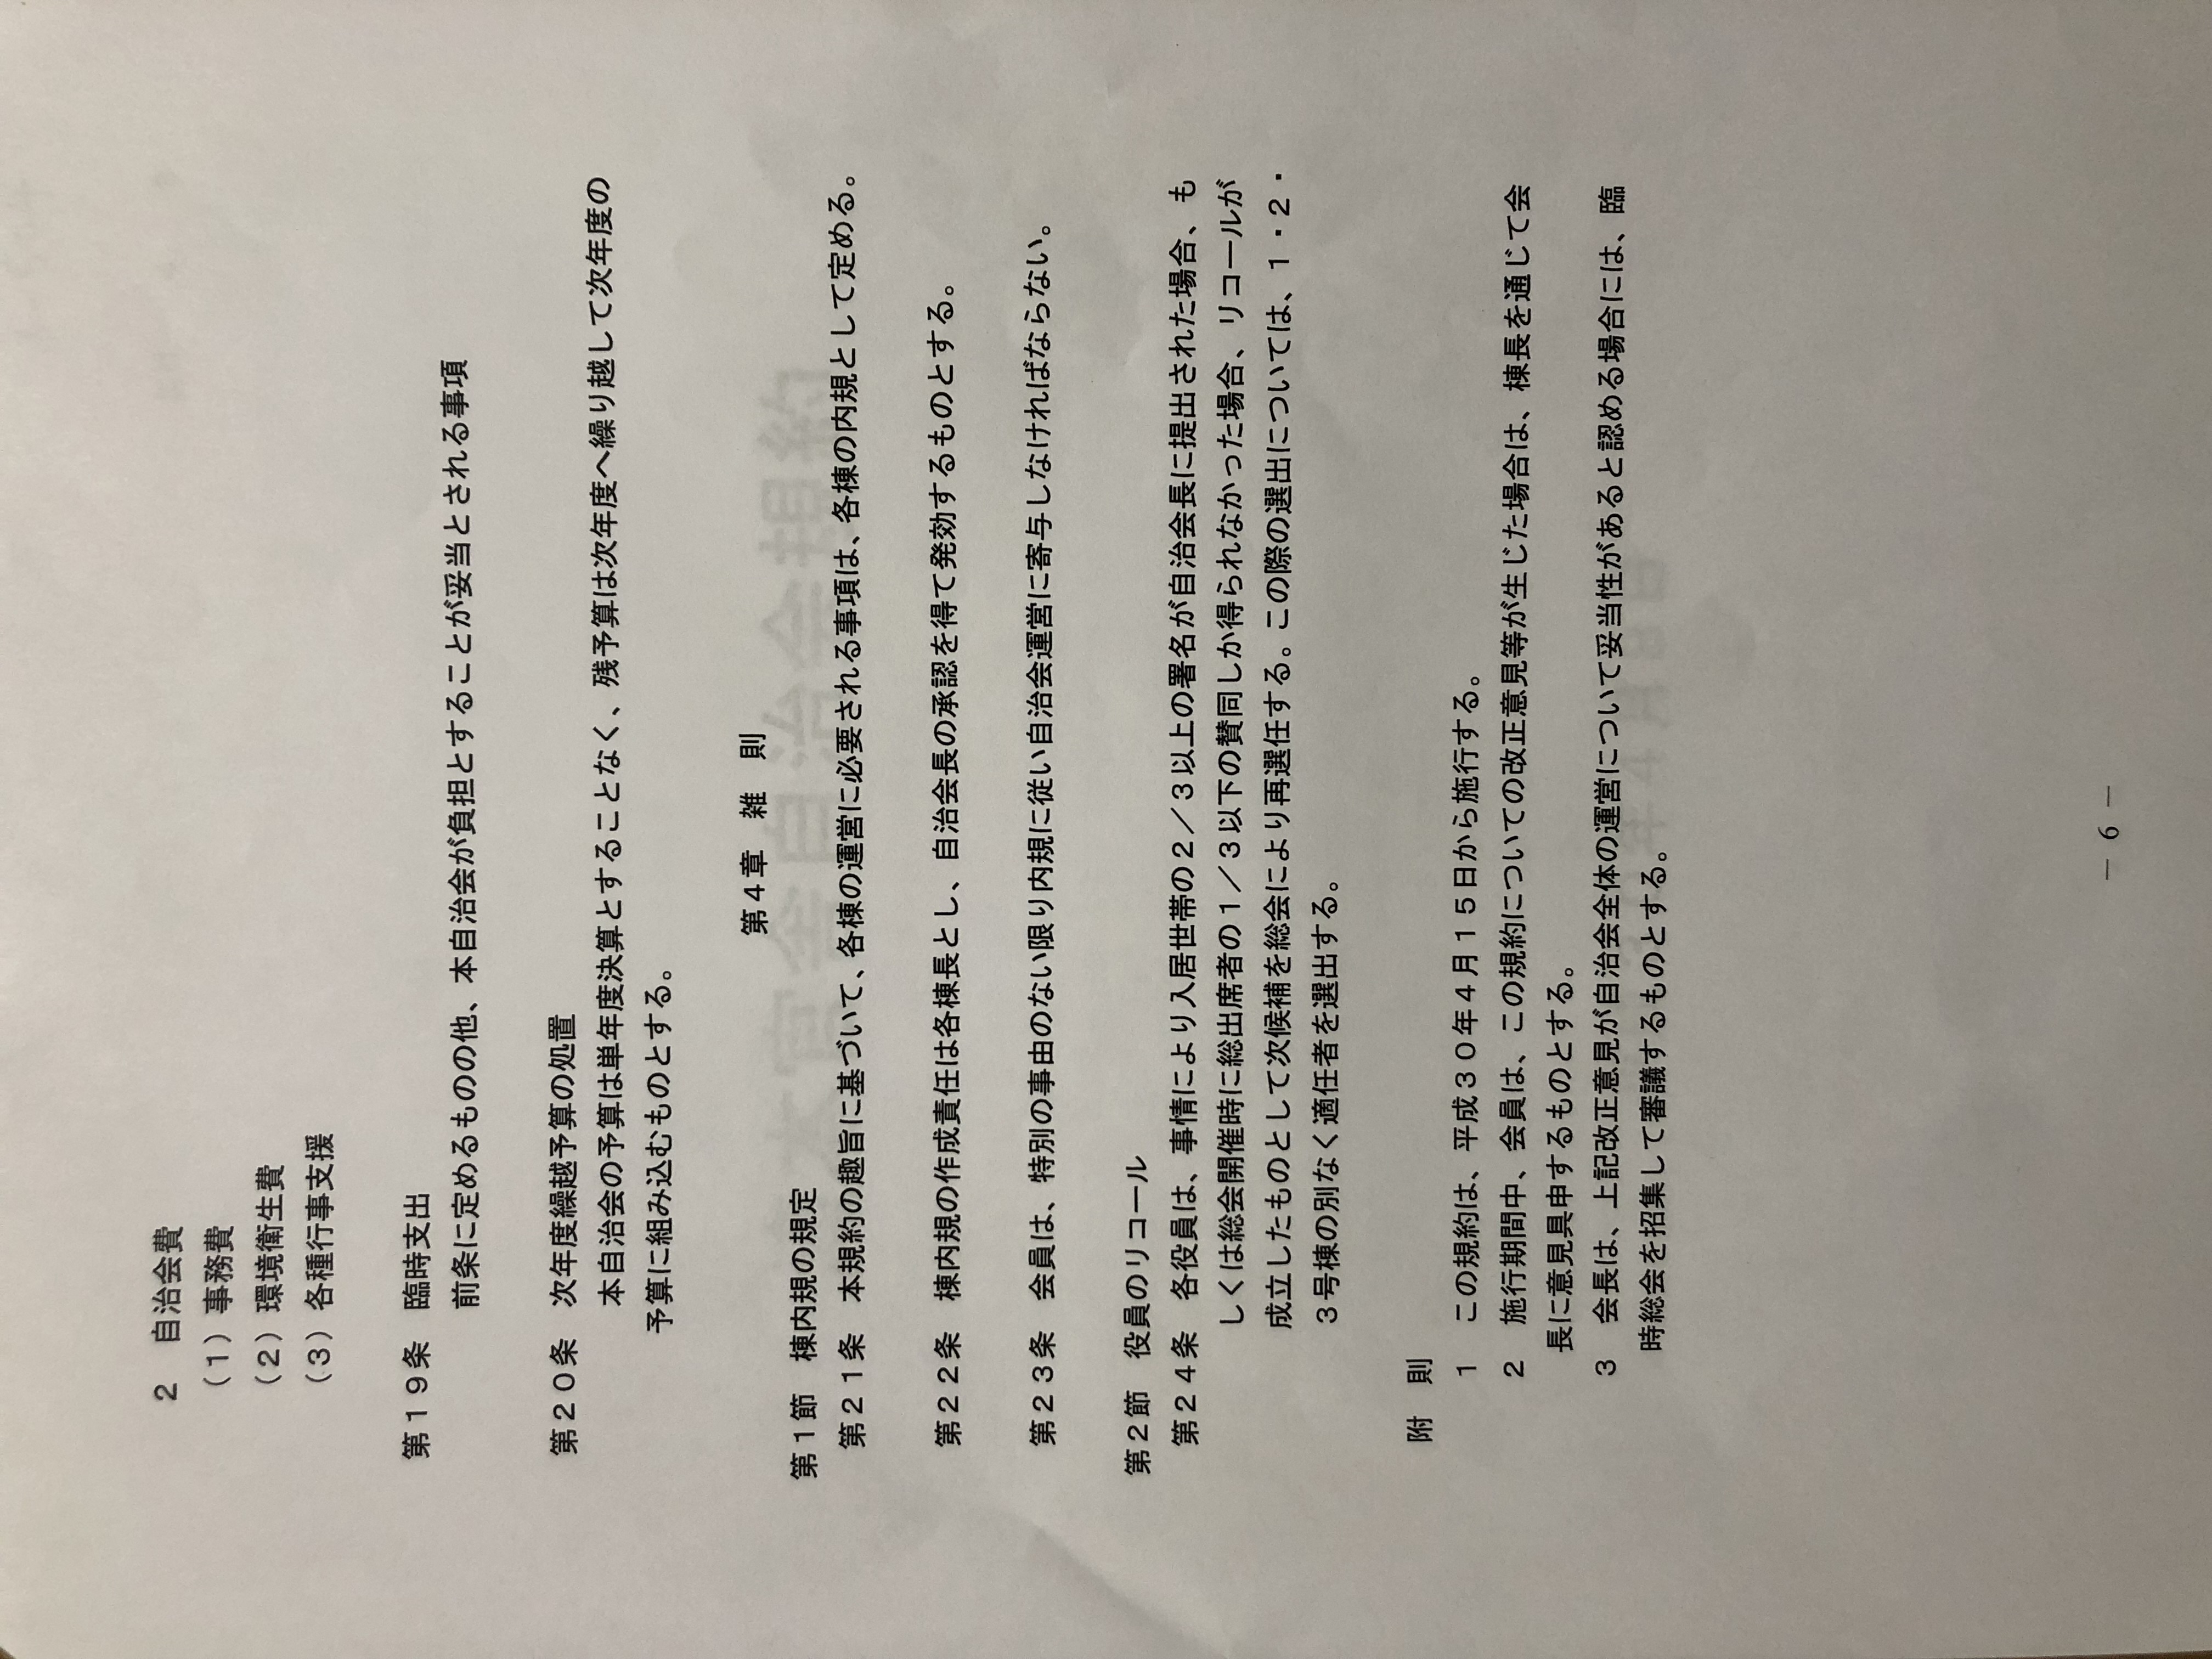 ２　自治会費
（１）事務費
（２）環境衛生費
（３）各種行事支援
第１９条　臨時支出
前条に定めるものの他、本自治会が負担とすることが妥当とされる事項
第２０条　次年度繰越予算の処置
本自治会の予算は単年度決算とすることなく、残予算は次年度へ繰り越して次年度の
予算に組み込むものとする。
第４章　雑　則
第１節　棟内規の規定
第２１条　本規約の趣旨に基づいて、各棟の運営に必要される事項は、各棟の内規として定める。
第２２条　棟内規の作成責任は各棟長とし、自治会長の承認を得て発効するものとする。
第２３条　会員は、特別の事由のない限り内規に従い自治会運営に寄与しなければならない。
第２節　役員のリコール
第２４条　各役員は、事情により入居世帯の２／３以上の署名が自治会長に提出された場合、も
しくは総会開催時に総出席者の１／３以下の賛同しか得られなかった場合、リコールが
成立したものとして次候補を総会により再選任する。この際の選出については、１・２・
３号棟の別なく適任者を選出する。
附　則
１　この規約は、平成３０年４月１５日から施行する。
２　施行期間中、会員は、この規約についての改正意見等が生じた場合は、棟長を通じて会
長に意見具申するものとする。
３　会長は、上記改正意見が自治会全体の運営について妥当性があると認める場合には、臨
時総会を招集して審議するものとする。
－ 6 －